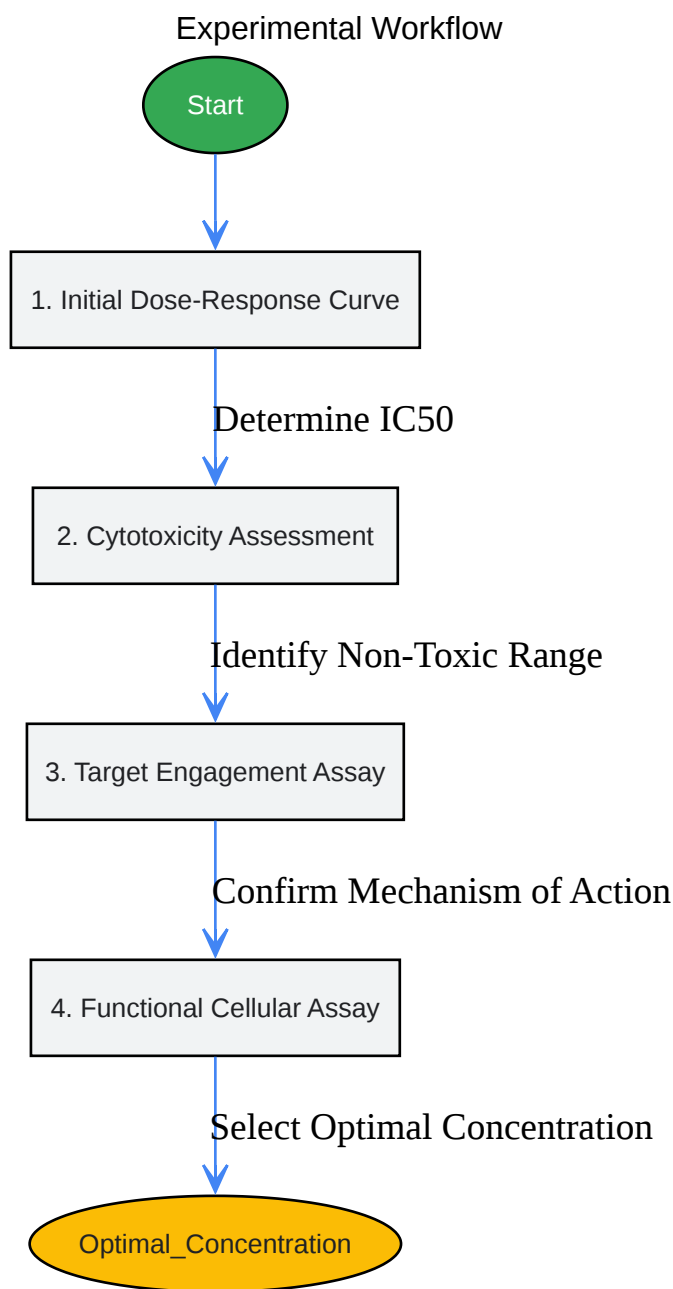 Experimental Workflow
Start
1. Initial Dose-Response Curve
Determine IC50
2. Cytotoxicity Assessment
Identify Non-Toxic Range
3. Target Engagement Assay
Confirm Mechanism of Action
4. Functional Cellular Assay
Select Optimal Concentration
Optimal_Concentration